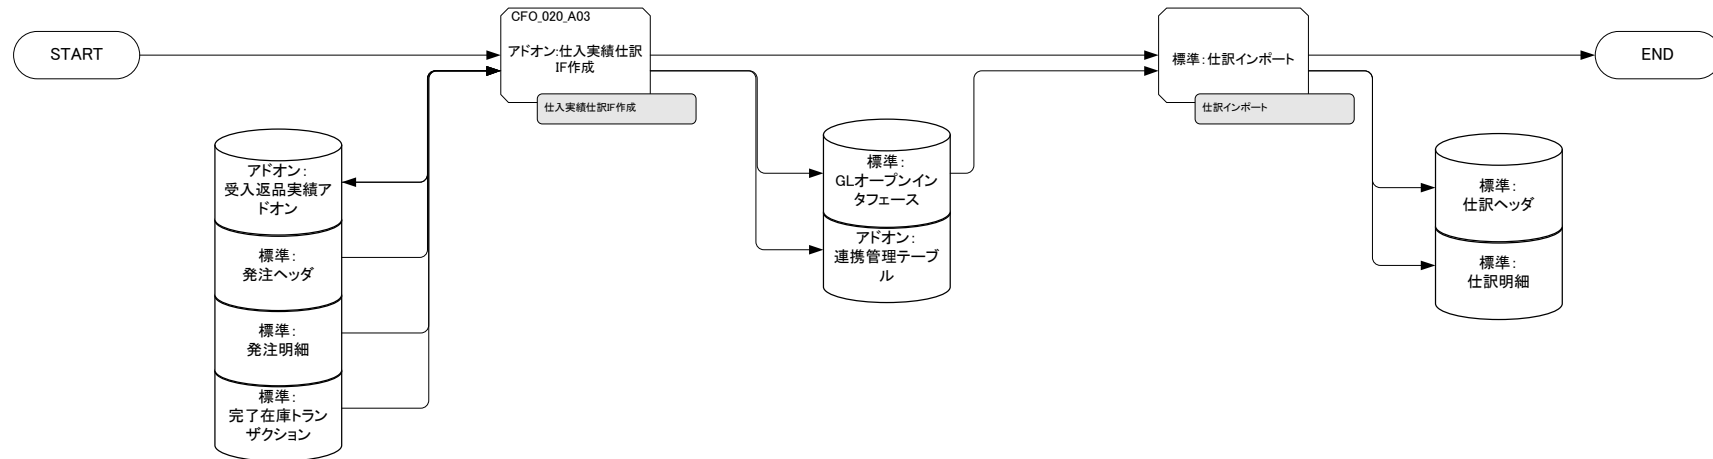 START
CFO_020_A03
アドオン:仕入実績仕訳
IF作成
仕入実績仕訳IF作成
標準：仕訳インポート
仕訳インポート
END
アドオン：
受入返品実績ア
ドオン
標準：
発注ヘッダ
標準：
発注明細
標準：
完了在庫トラン
ザクション
標準：
GLオープンイン
タフェース
アドオン：
連携管理テーブ
ル
標準：
仕訳ヘッダ
標準：
仕訳明細